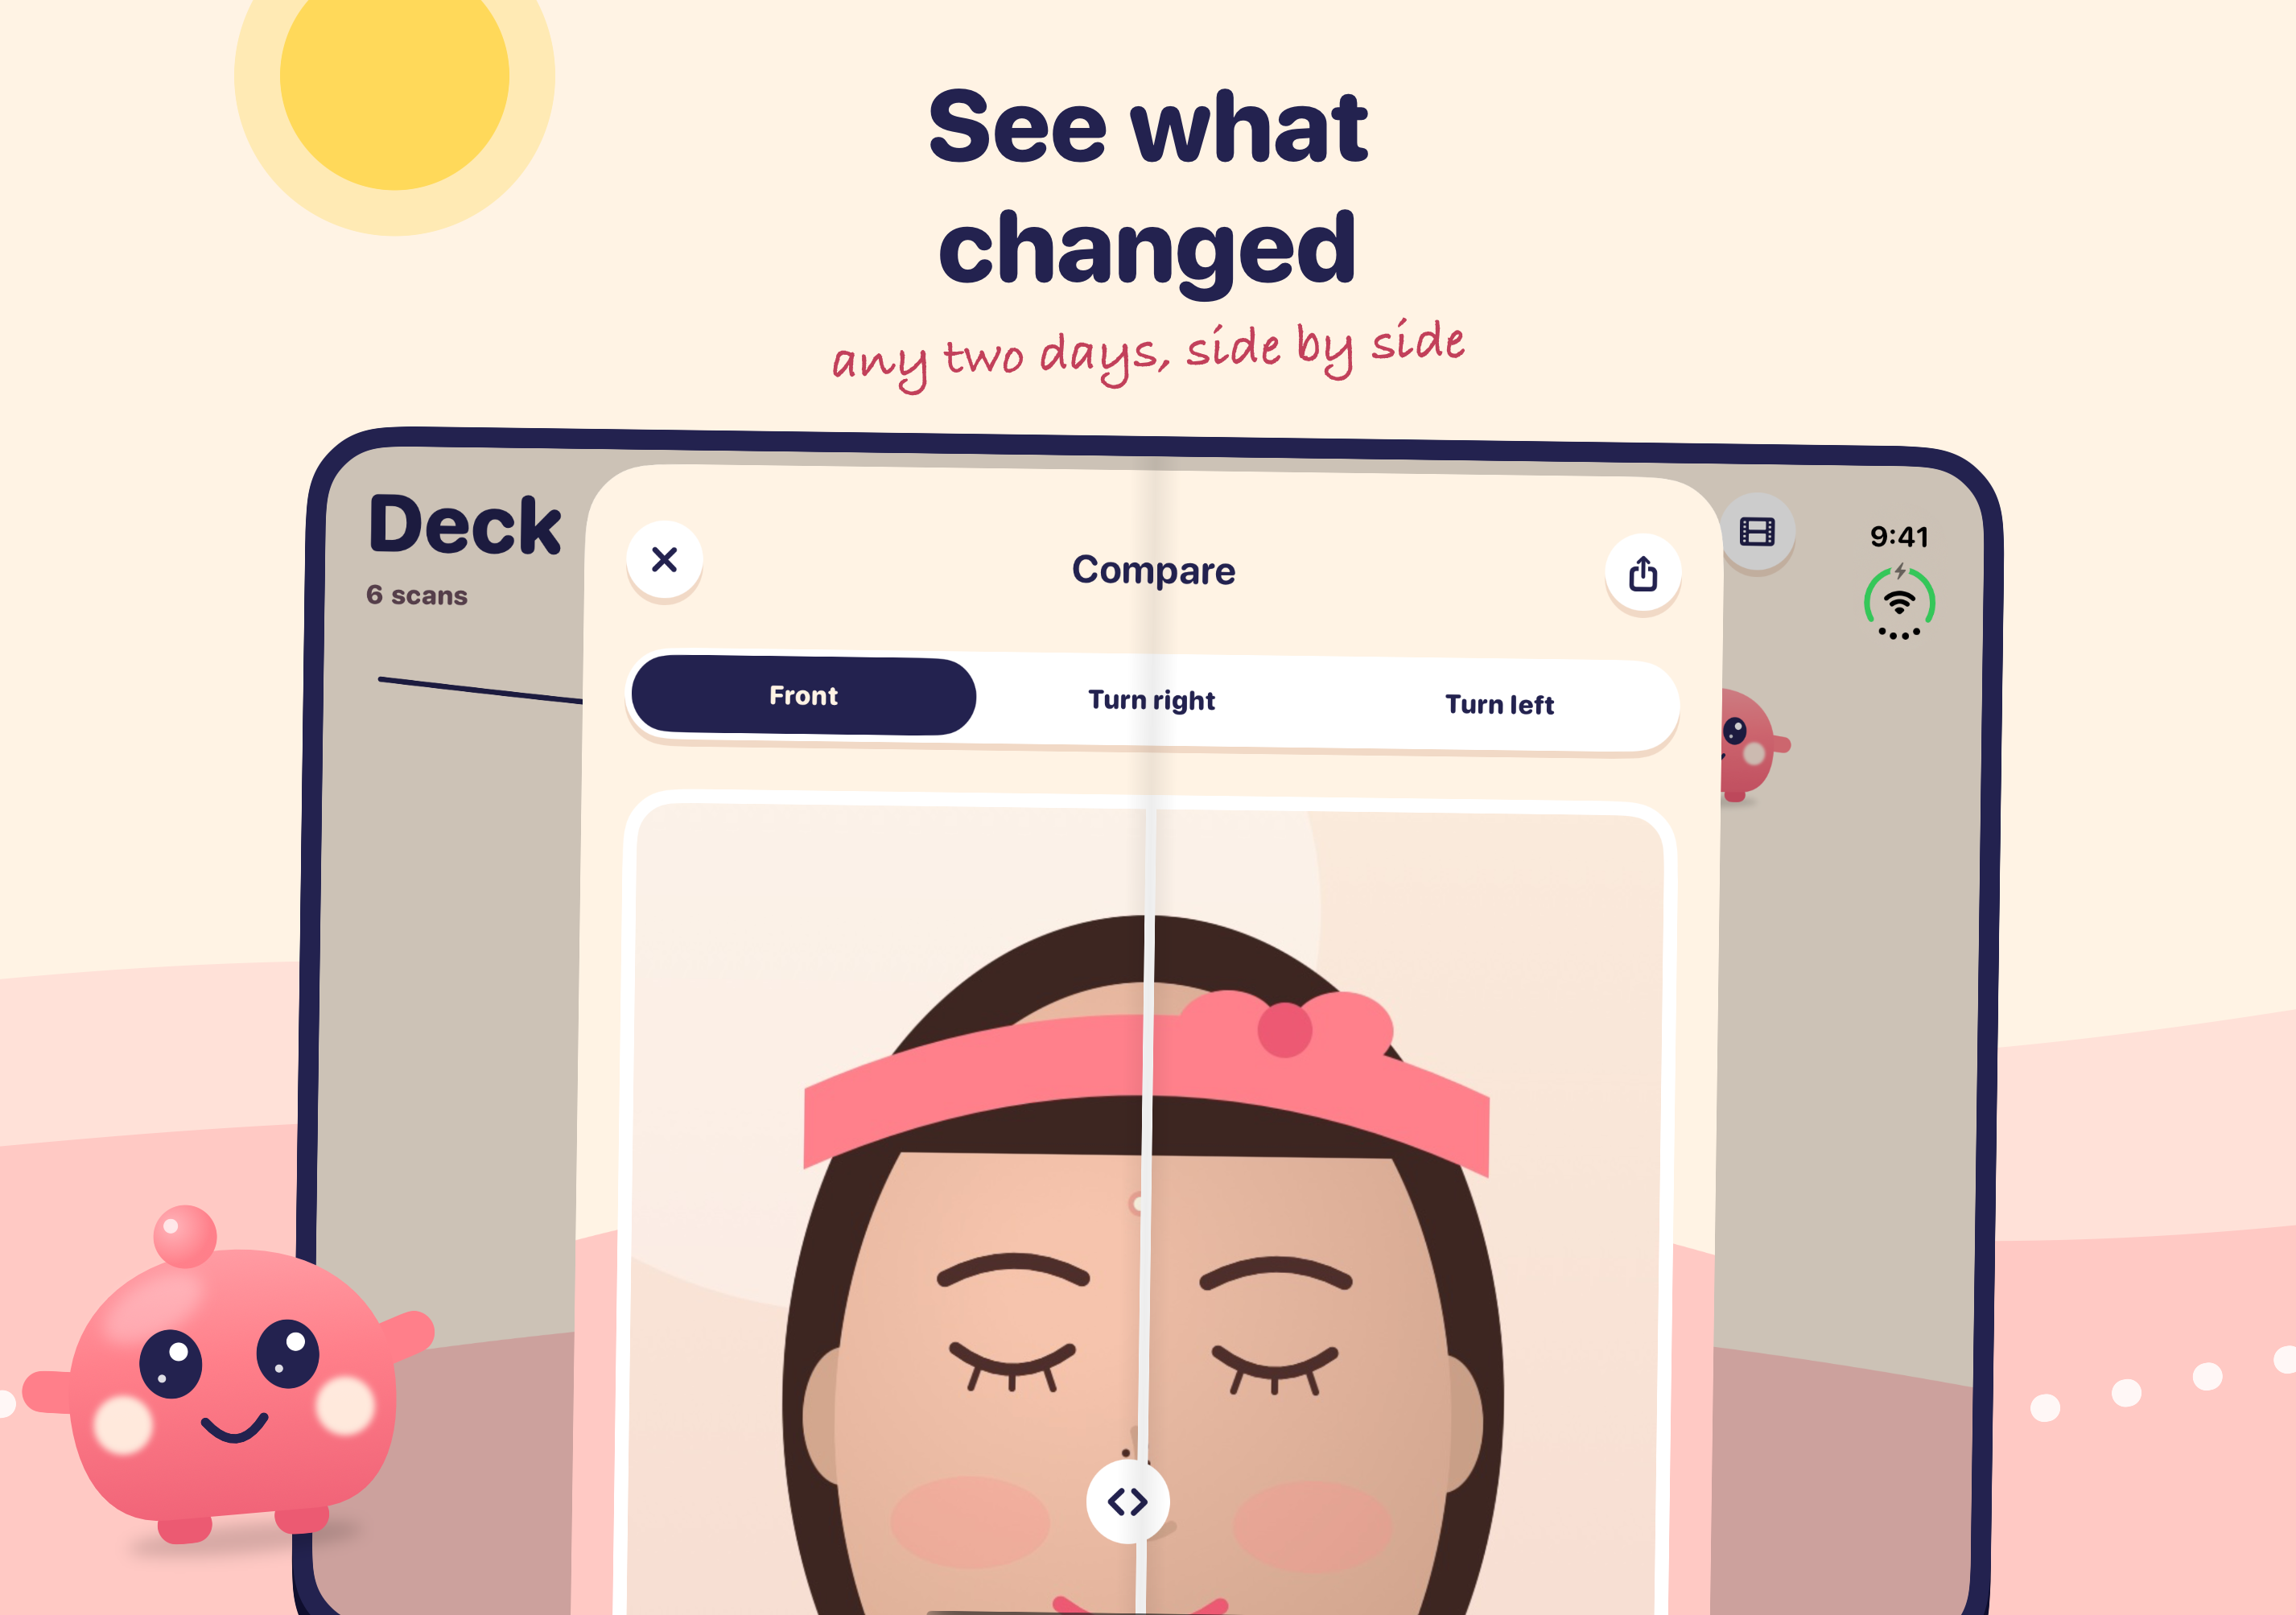 See what
changed
any two days, side by side
Deck
6 scans
Compare
9:41
Front
Turn right
Turn left